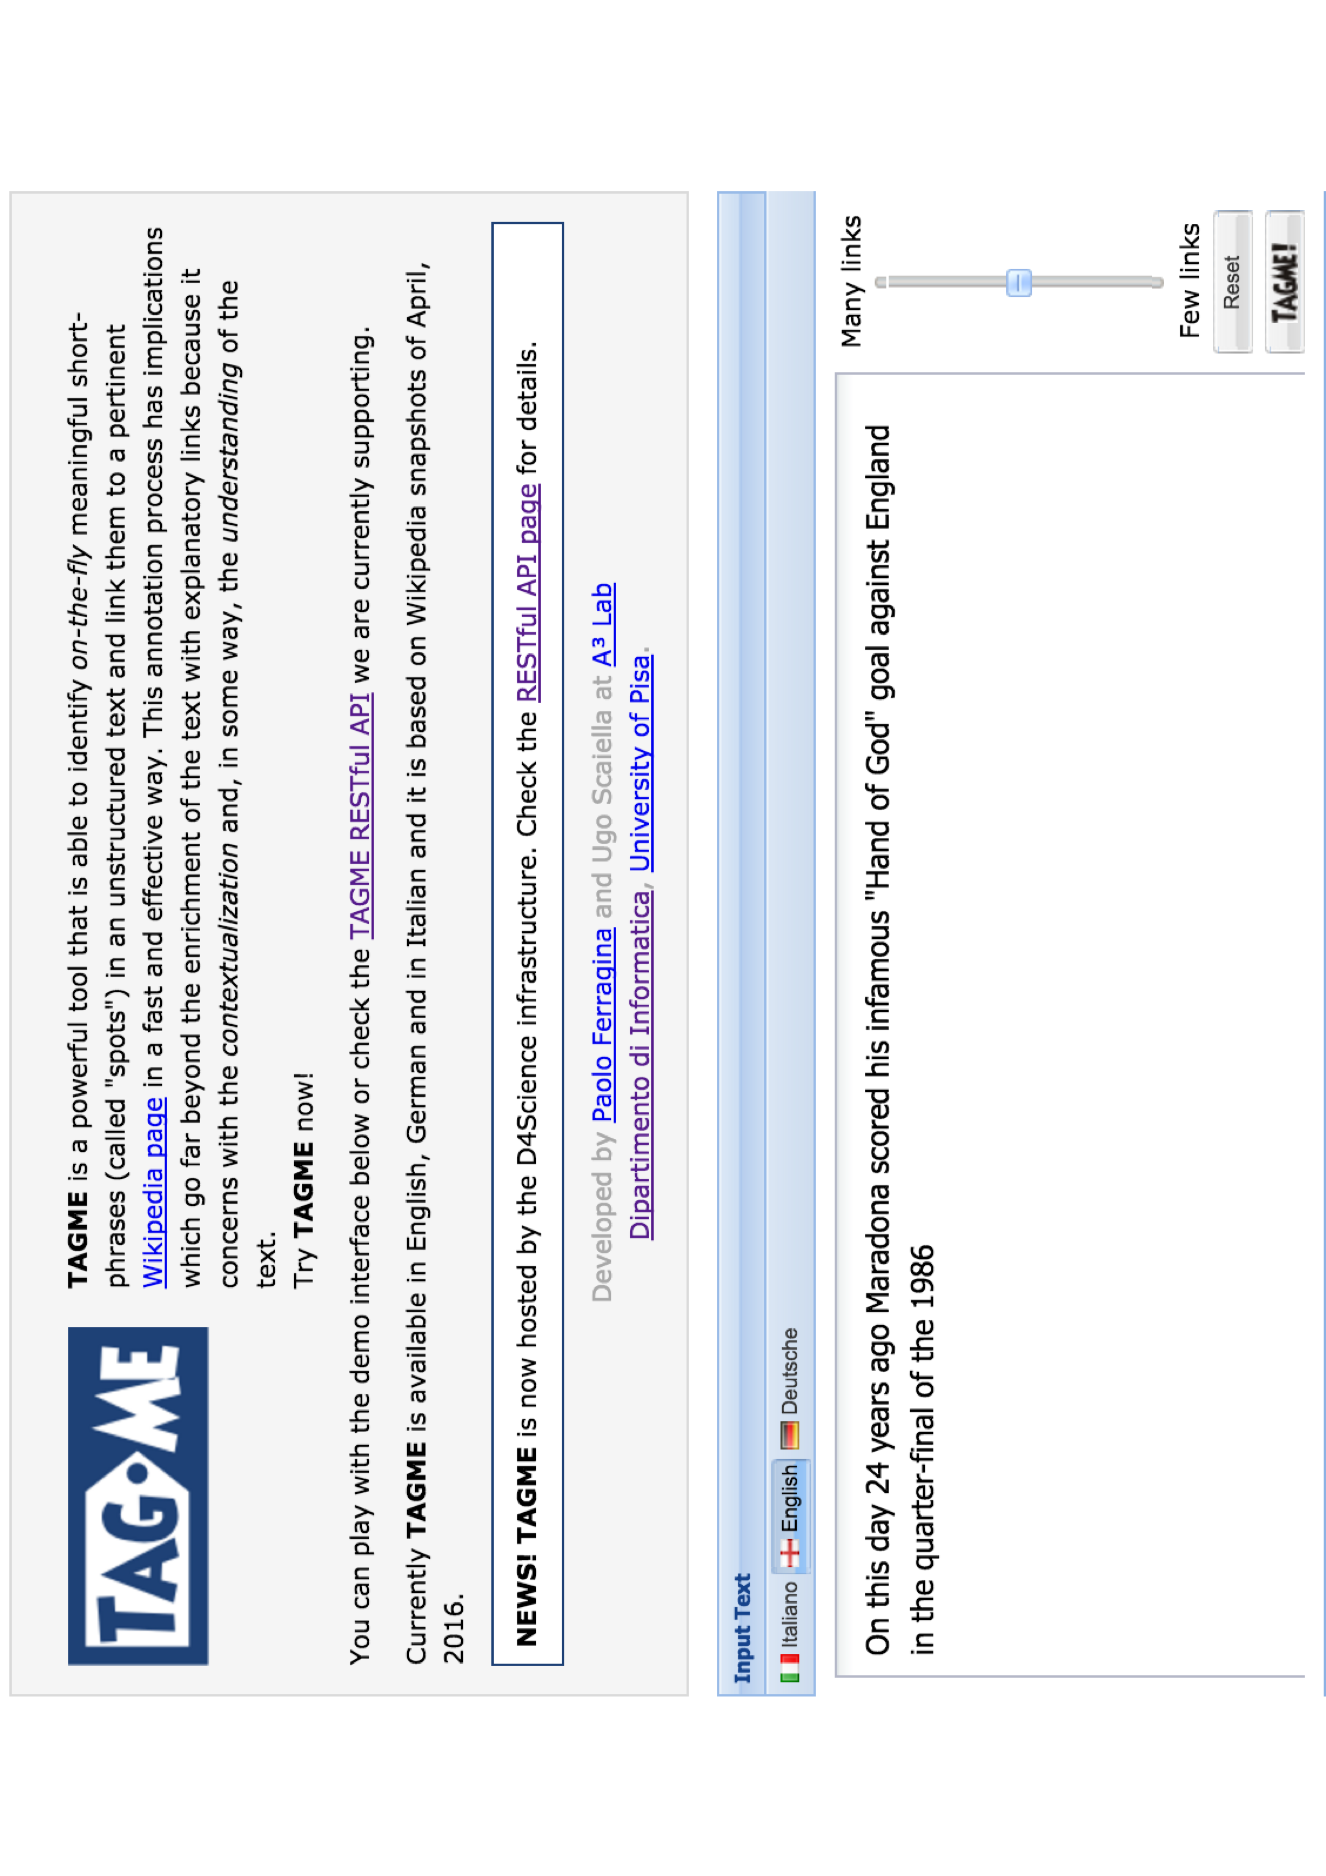 TAG ME
TAGME is a powerful tool that is able to identify on-the-fly meaningful short-
phrases (called "spots") in an unstructured text and link them to a pertinent
Wikipedia page in a fast and effective way. This annotation process has implications
which go far beyond the enrichment of the text with explanatory links because it
concerns with the contextualization and, in some way, the understanding of the
text.
Try TAGME now!
You can play with the demo interface below or check the TAGME RESTful API we are currently supporting.
Currently TAGME is available in English, German and in Italian and it is based on Wikipedia snapshots of April,
2016.
NEWS! TAGME is now hosted by the D4Science infrastructure. Check the RESTful API page for details.
Developed by Paolo Ferragina and Ugo Scaiella at A³ Lab
Dipartimento di Informatica, University of Pisa.
Input Text
Italiano English Deutsche
On this day 24 years ago Maradona scored his infamous "Hand of God" goal against England
in the quarter-final of the 1986
Many links
Few links
Reset
TAGME!